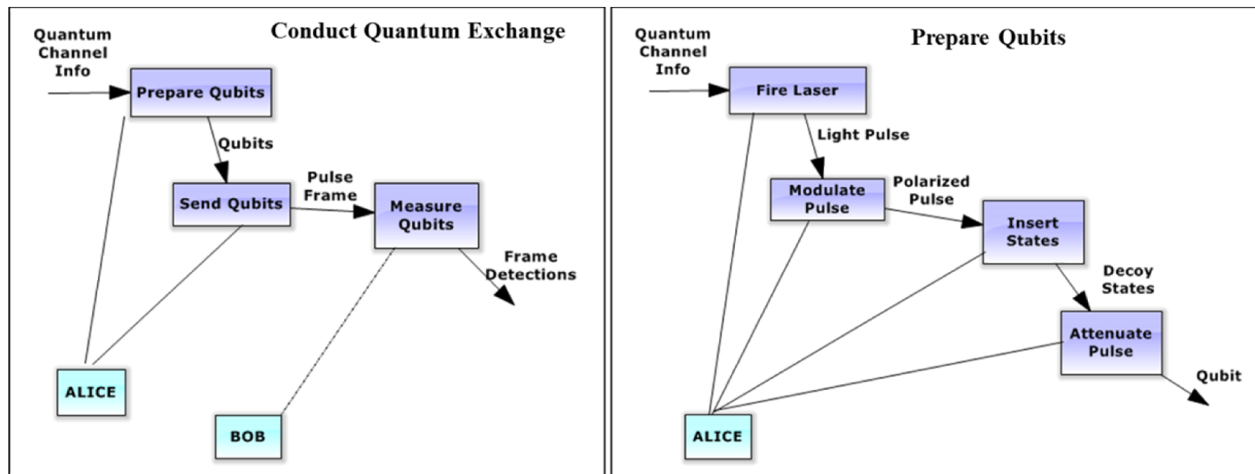 Conduct Quantum Exchange
Quantum
Channel
Info
Prepare Qubits
Qubits
Send Qubits
Pulse
Frame
Measure
Qubits
Frame
Detections
ALICE
BOB
Prepare Qubits
Quantum
Channel
Info
Fire Laser
Light Pulse
Modulate
Pulse
Polarized
Pulse
Insert
States
Decoy
States
Attenuate
Pulse
Qubit
ALICE